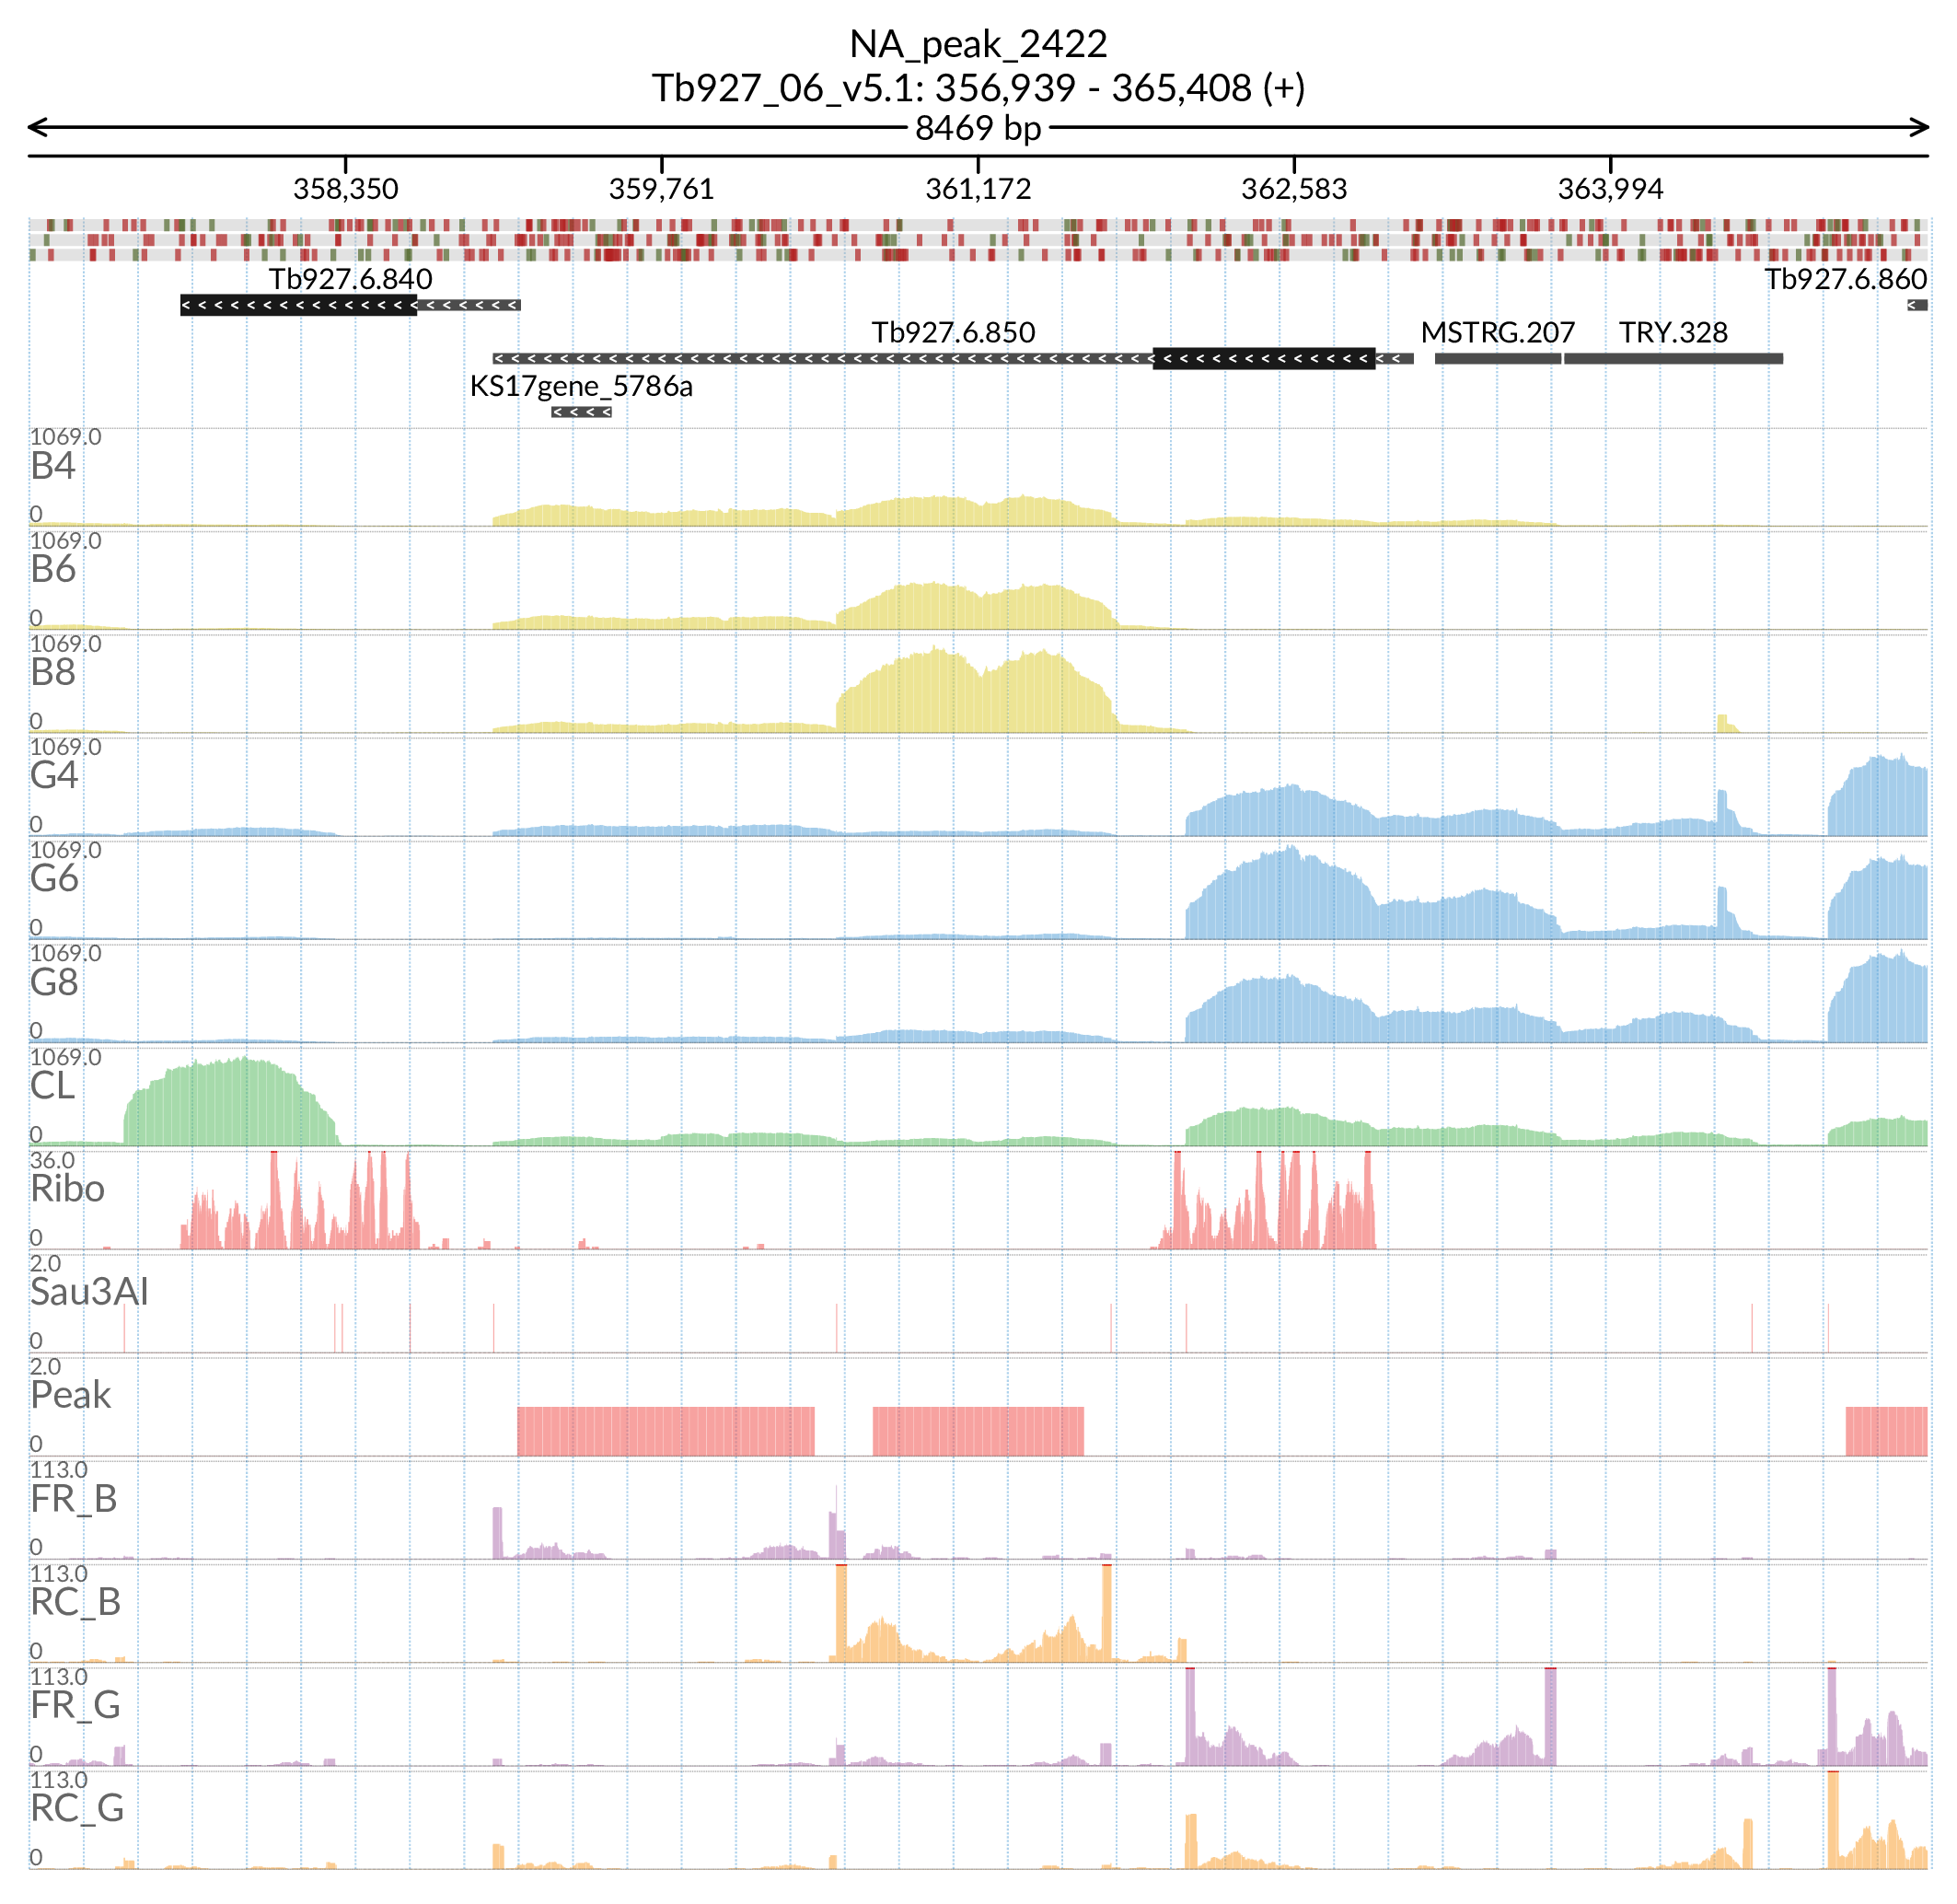 NA_peak_2422
Tb927_06_v5.1: 356,939 - 365,408 (+)
8469 bp
358,350 359,761 361,172 362,583 363,994
Tb927.6.840 Tb927.6.860
Tb927.6.850 MSTRG.207 TRY.328
KS17gene_5786a
1069.0
B4
0
1069.0
B6
0
1069.0
B8
0
1069.0
G4
0
1069.0
G6
0
1069.0
G8
0
1069.0
CL
0
36.0
Ribo
0
2.0
Sau3AI
0
2.0
Peak
0
113.0
FR_B
0
113.0
RC_B
0
113.0
FR_G
0
113.0
RC_G
0